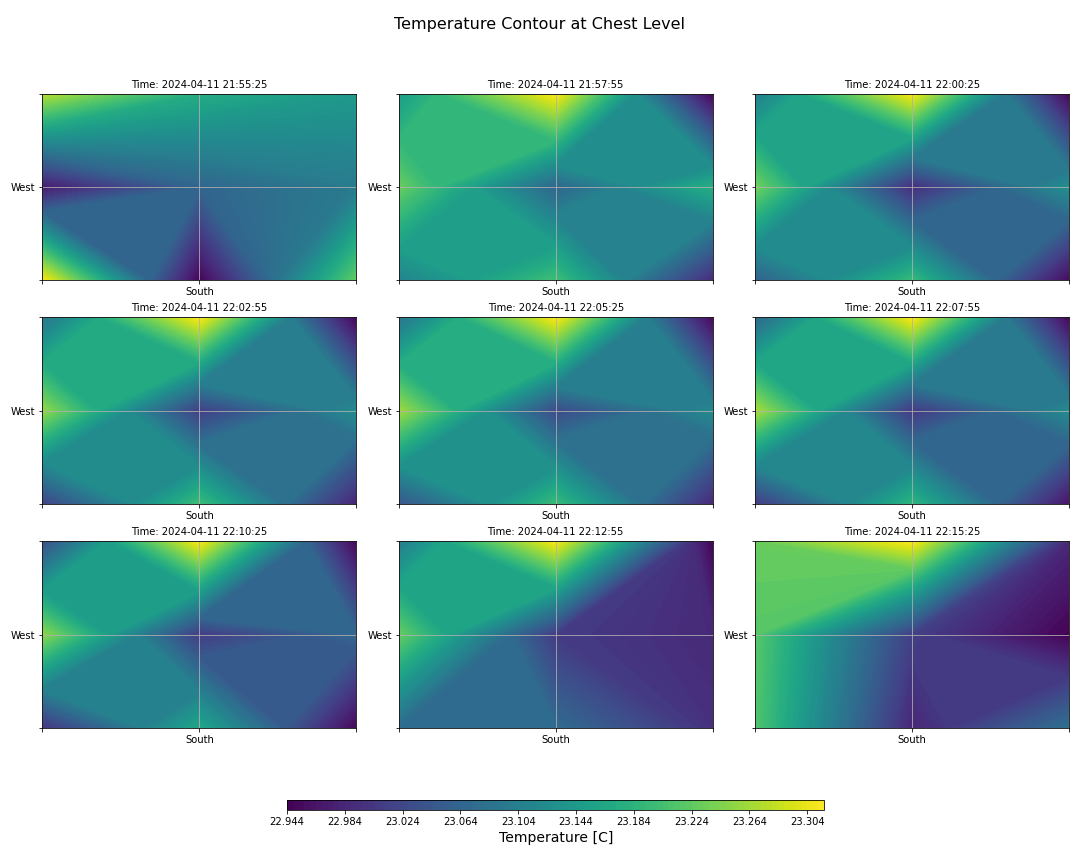 Temperature Contour at Chest Level
Time: 2024-04-11 21:55:25
Time: 2024-04-11 21:57:55
Time: 2024-04-11 22:00:25
West
West
West
South
South
South
Time: 2024-04-11 22:02:55
Time: 2024-04-11 22:05:25
Time: 2024-04-11 22:07:55
West
West
West
South
South
South
Time: 2024-04-11 22:10:25
Time: 2024-04-11 22:12:55
Time: 2024-04-11 22:15:25
West
West
West
South
South
South
22.944 22.984 23.024 23.064 23.104 23.144 23.184 23.224 23.264 23.304
Temperature [C]